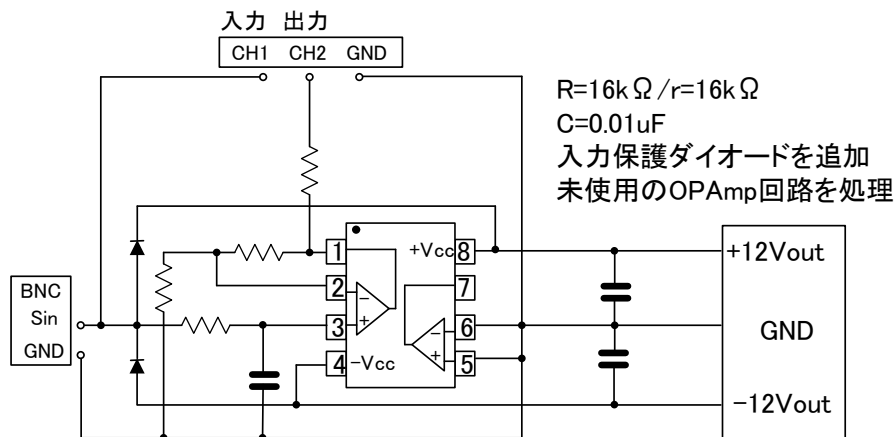 入力 出力
CH1 CH2 GND
R=16kΩ/r=16kΩ
C=0.01uF
入力保護ダイオードを追加
未使用のOPAmp回路を処理
1 +Vcc 8
2 7
3 6
4 -Vcc 5
BNC
Sin
GND
+12Vout
GND
-12Vout